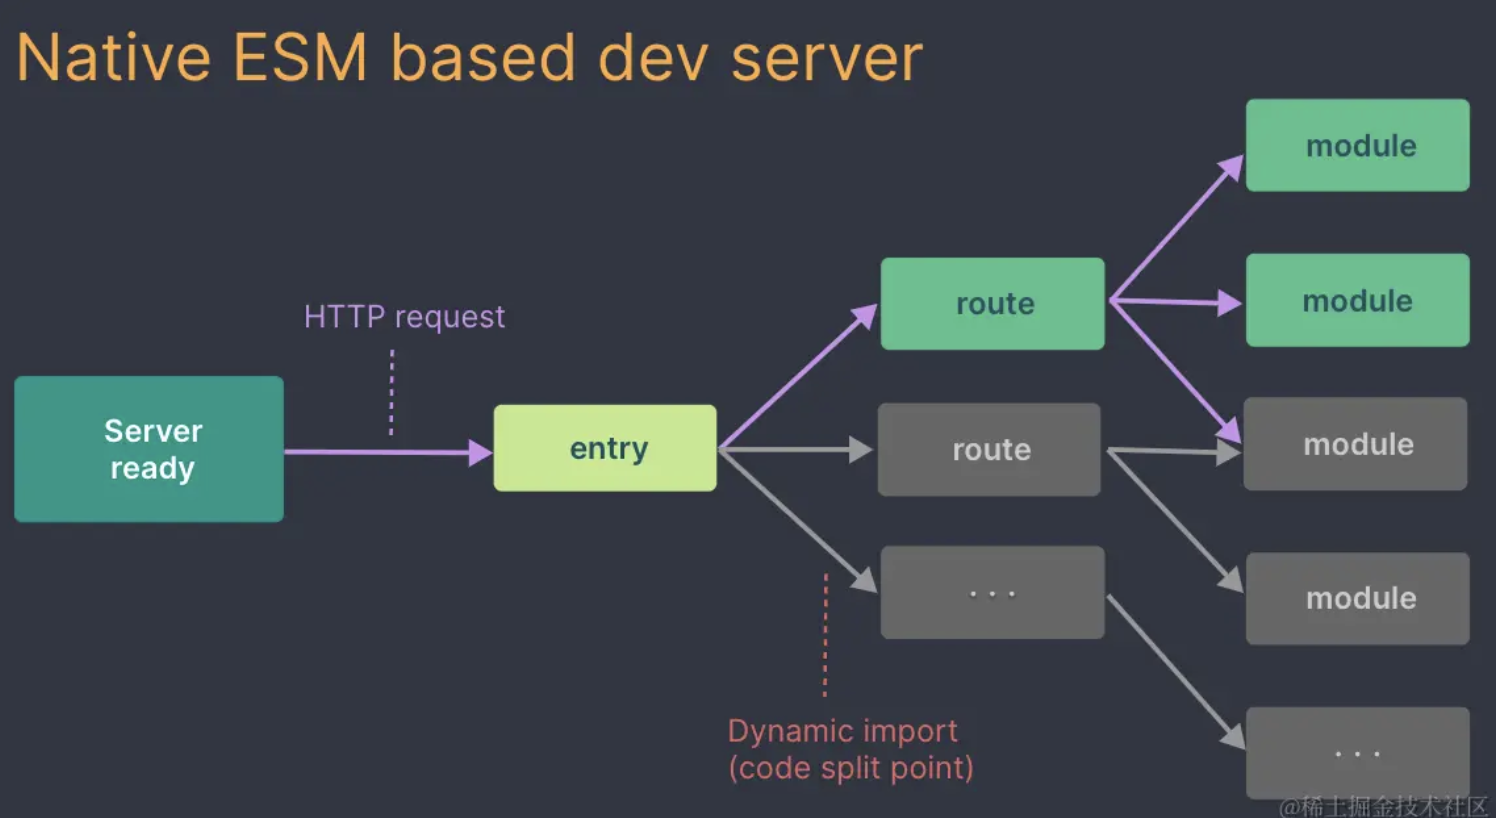 Native ESM based dev server
module
HTTP request
route
module
Server
ready
entry
route
module
...
module
Dynamic import
(code split point)
...
@稀土掘金技术社区